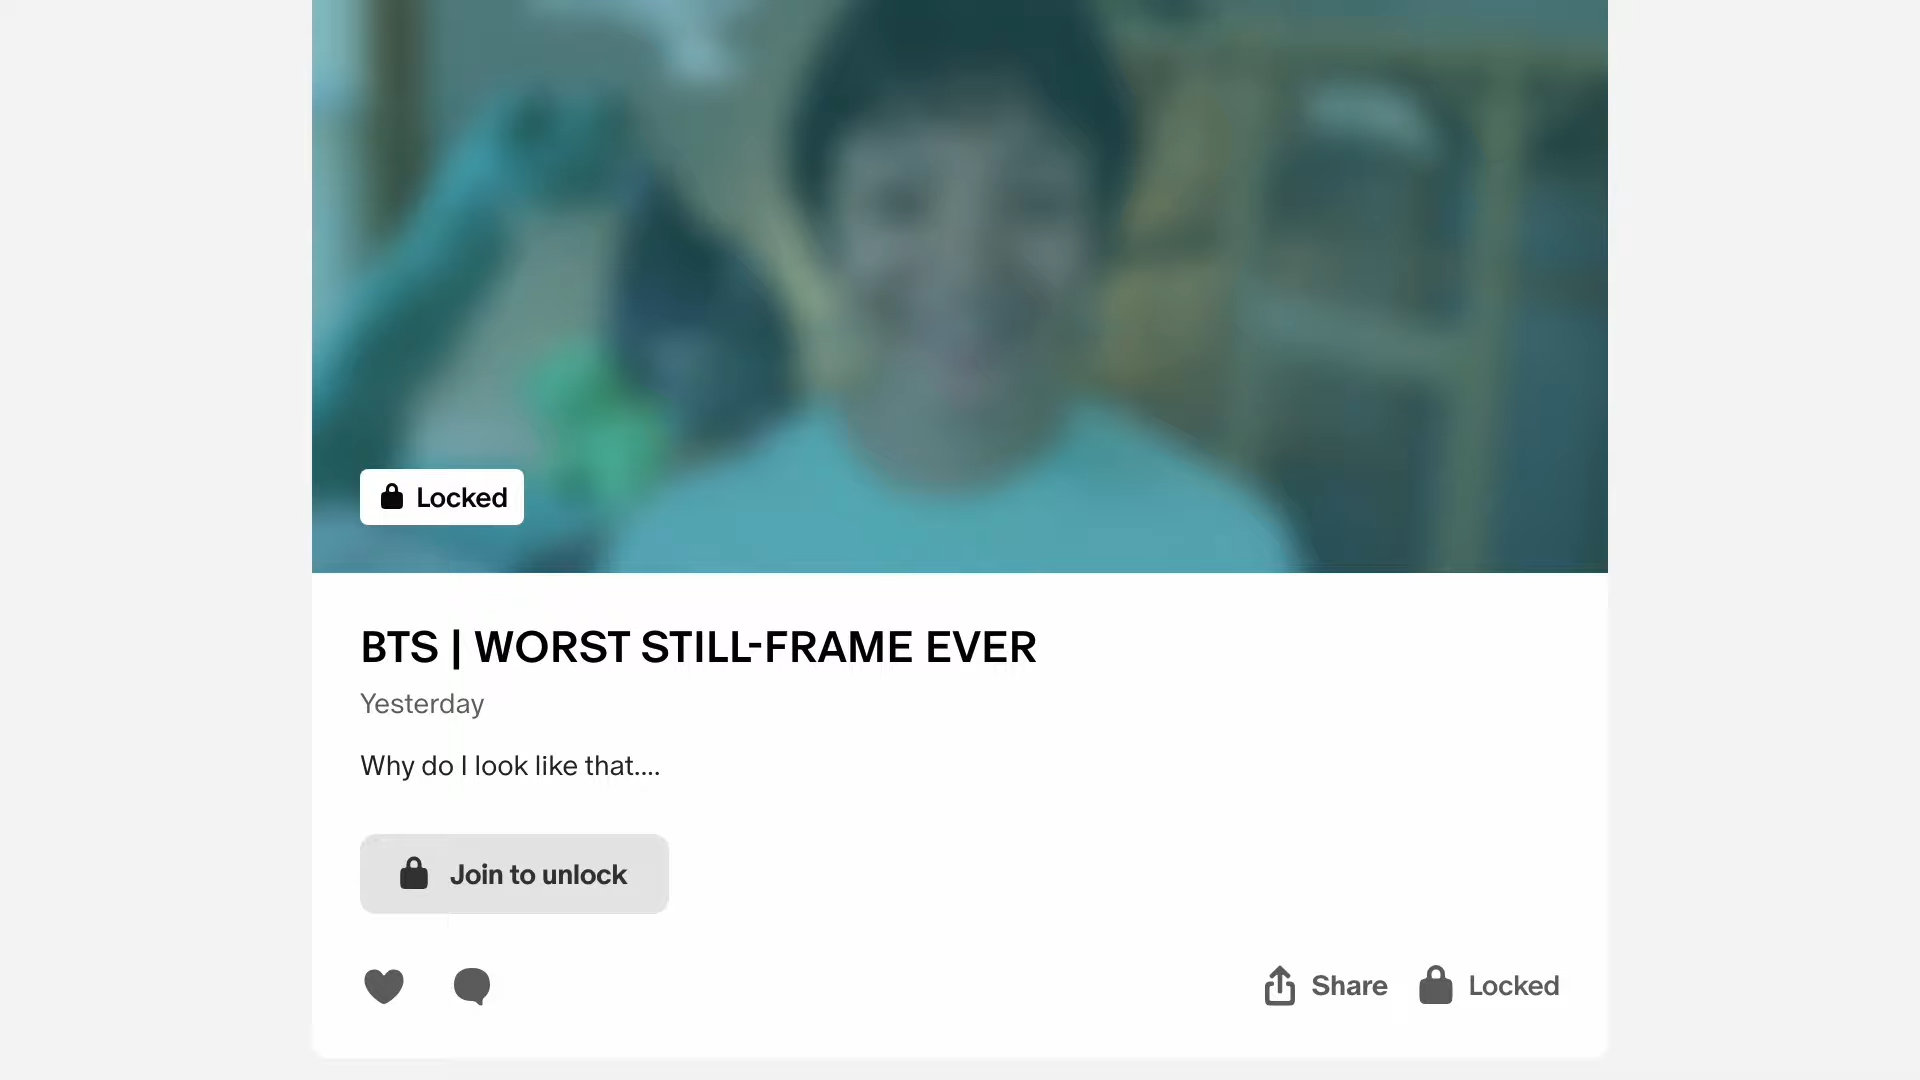 Locked
BTS | WORST STILL-FRAME EVER
Yesterday
Why do I look like that....
Join to unlock
Share Locked